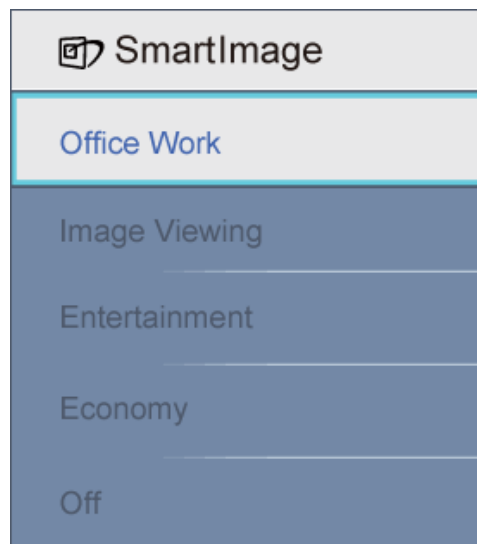 SmartImage
Office Work
Image Viewing
Entertainment
Economy
Off